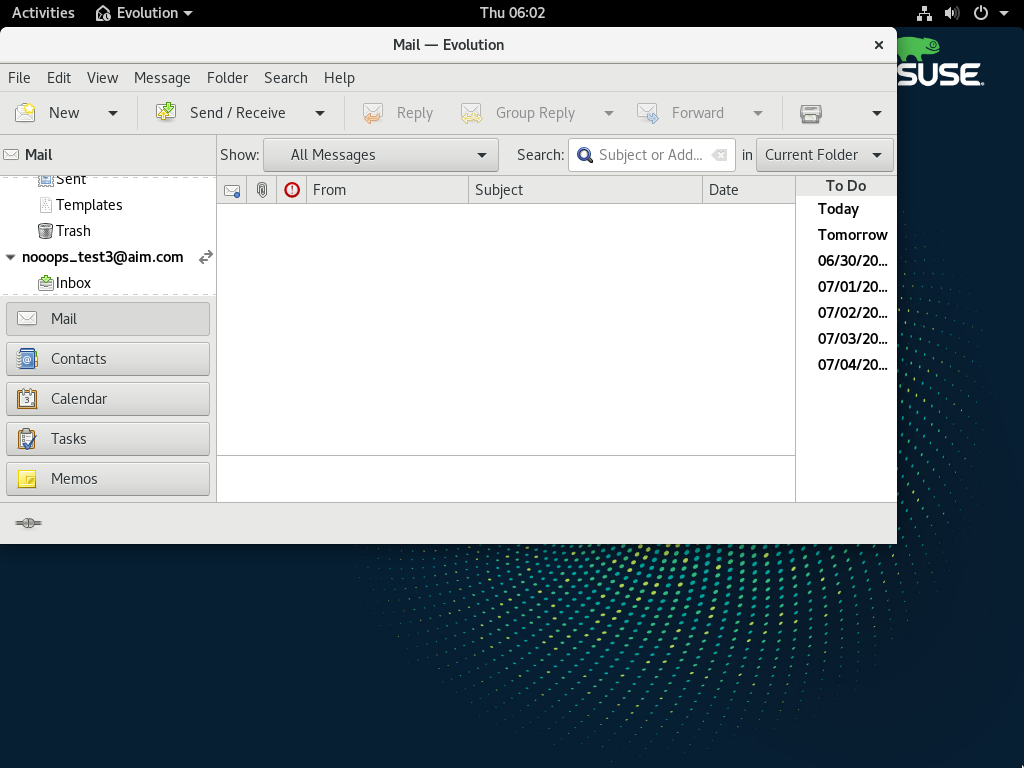 Activities Evolution Thu 06:02
Mail — Evolution
SUSE
File Edit View Message Folder Search Help
New Send / Receive Reply Group Reply Forward
Mail Show: All Messages Search: Subject or Add... in Current Folder
Sent
From Subject Date
To Do
Templates
Trash
nooops_test3@aim.com
Inbox
Today
Tomorrow
06/30/20...
07/01/20...
07/02/20...
07/03/20...
07/04/20...
Mail
Contacts
Calendar
Tasks
Memos